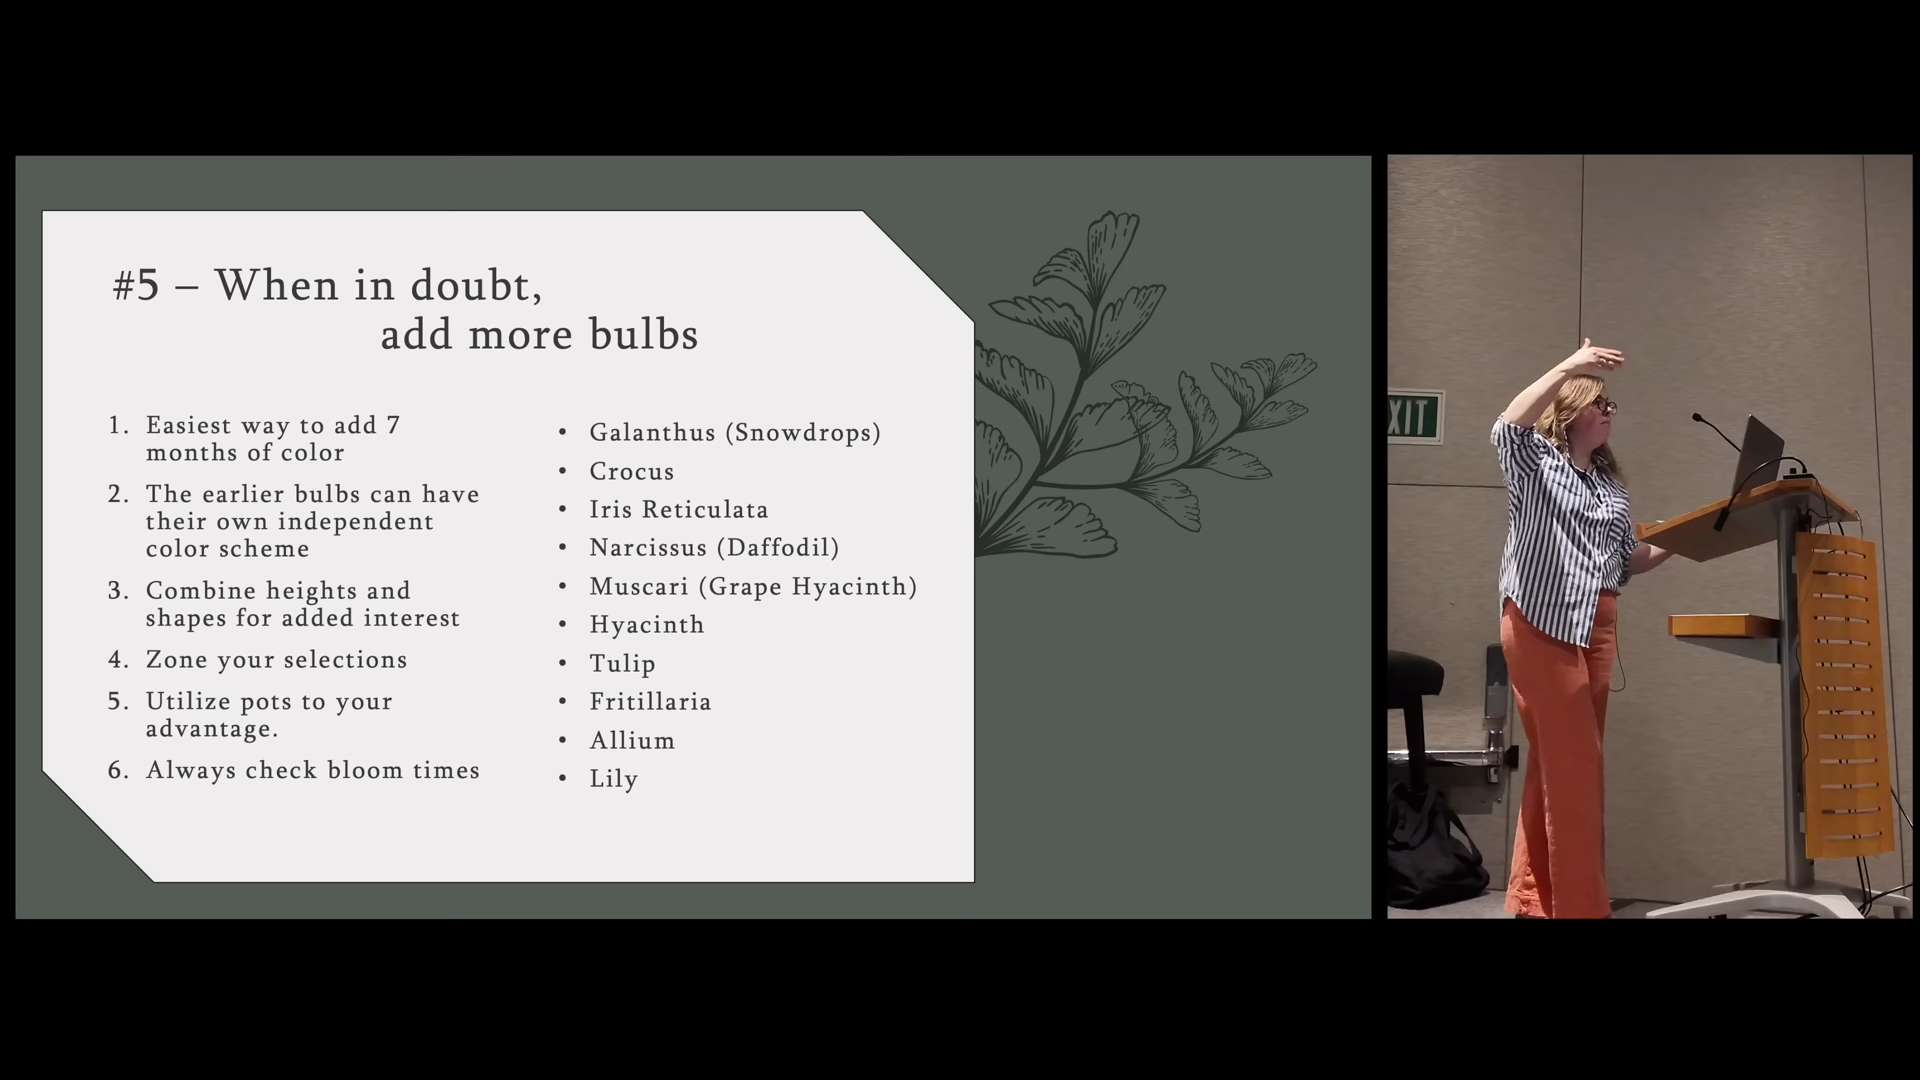 #5 – When in doubt,
add more bulbs
1. Easiest way to add 7
months of color
2. The earlier bulbs can have
their own independent
color scheme
3. Combine heights and
shapes for added interest
4. Zone your selections
5. Utilize pots to your
advantage.
6. Always check bloom times
• Galanthus (Snowdrops)
• Crocus
• Iris Reticulata
• Narcissus (Daffodil)
• Muscari (Grape Hyacinth)
• Hyacinth
• Tulip
• Fritillaria
• Allium
• Lily
XIT